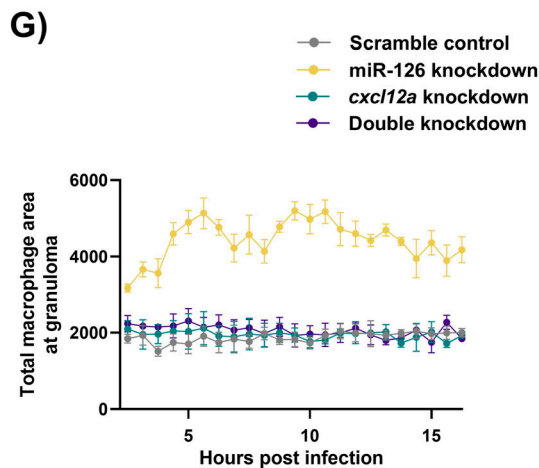 G)
Scramble control
miR-126 knockdown
cxcl12a knockdown
Double knockdown
6000
4000
2000
0
Total macrophage area
at granuloma
5
10
15
Hours post infection